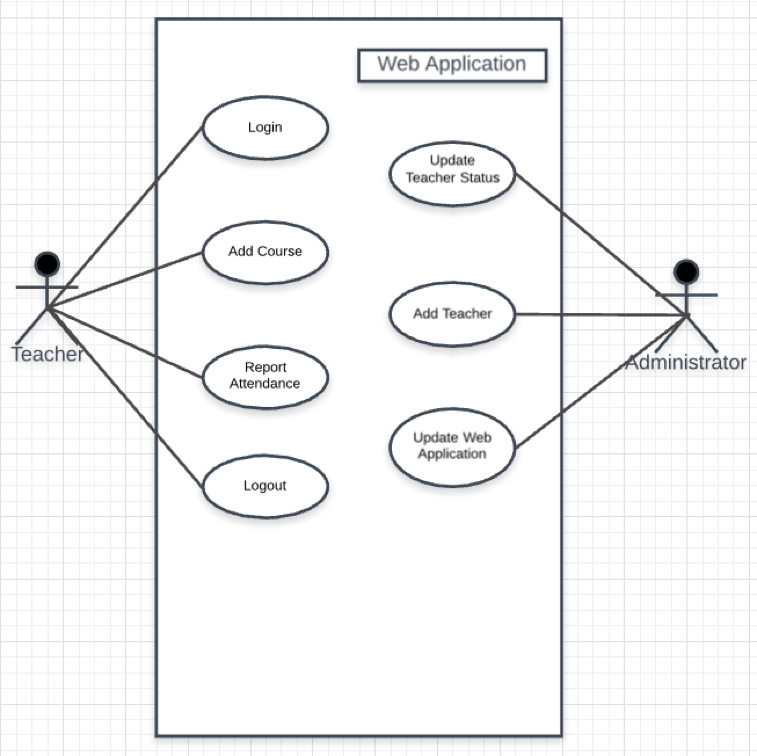 Web Application
Login
Update
Teacher Status
Add Course
Add Teacher
Teacher
Administrator
Report
Attendance
Update Web
Application
Logout